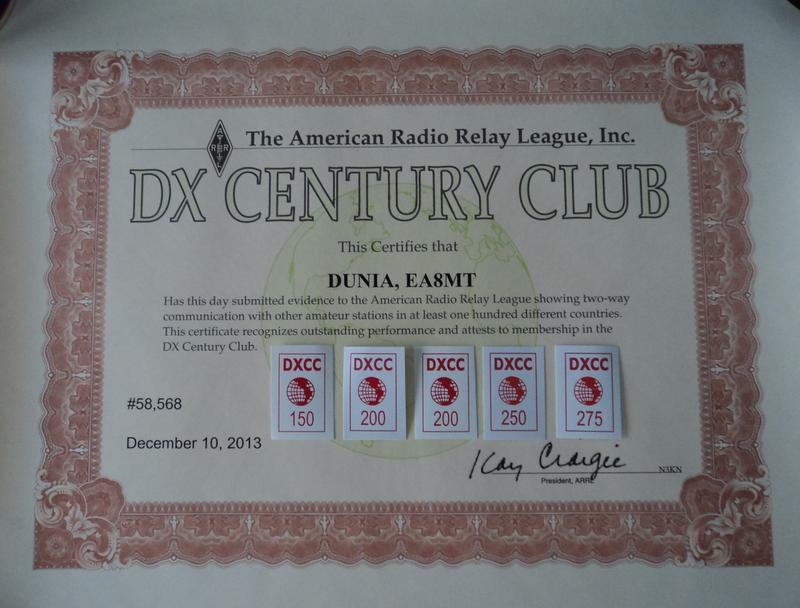 The American Radio Relay League, Inc.
DX CENTURY CLUB
This Certifies that
DUNIA, EA8MT
Has this day submitted evidence to the American Radio Relay League showing two-way
communication with other amateur stations in at least one hundred different countries.
This certificate recognizes outstanding performance and attests to membership in the
DX Century Club.
DXCC DXCC DXCC DXCC DXCC
150 200 200 250 275
#58,568
December 10, 2013
Kay Craigie N3KN
President, ARRL